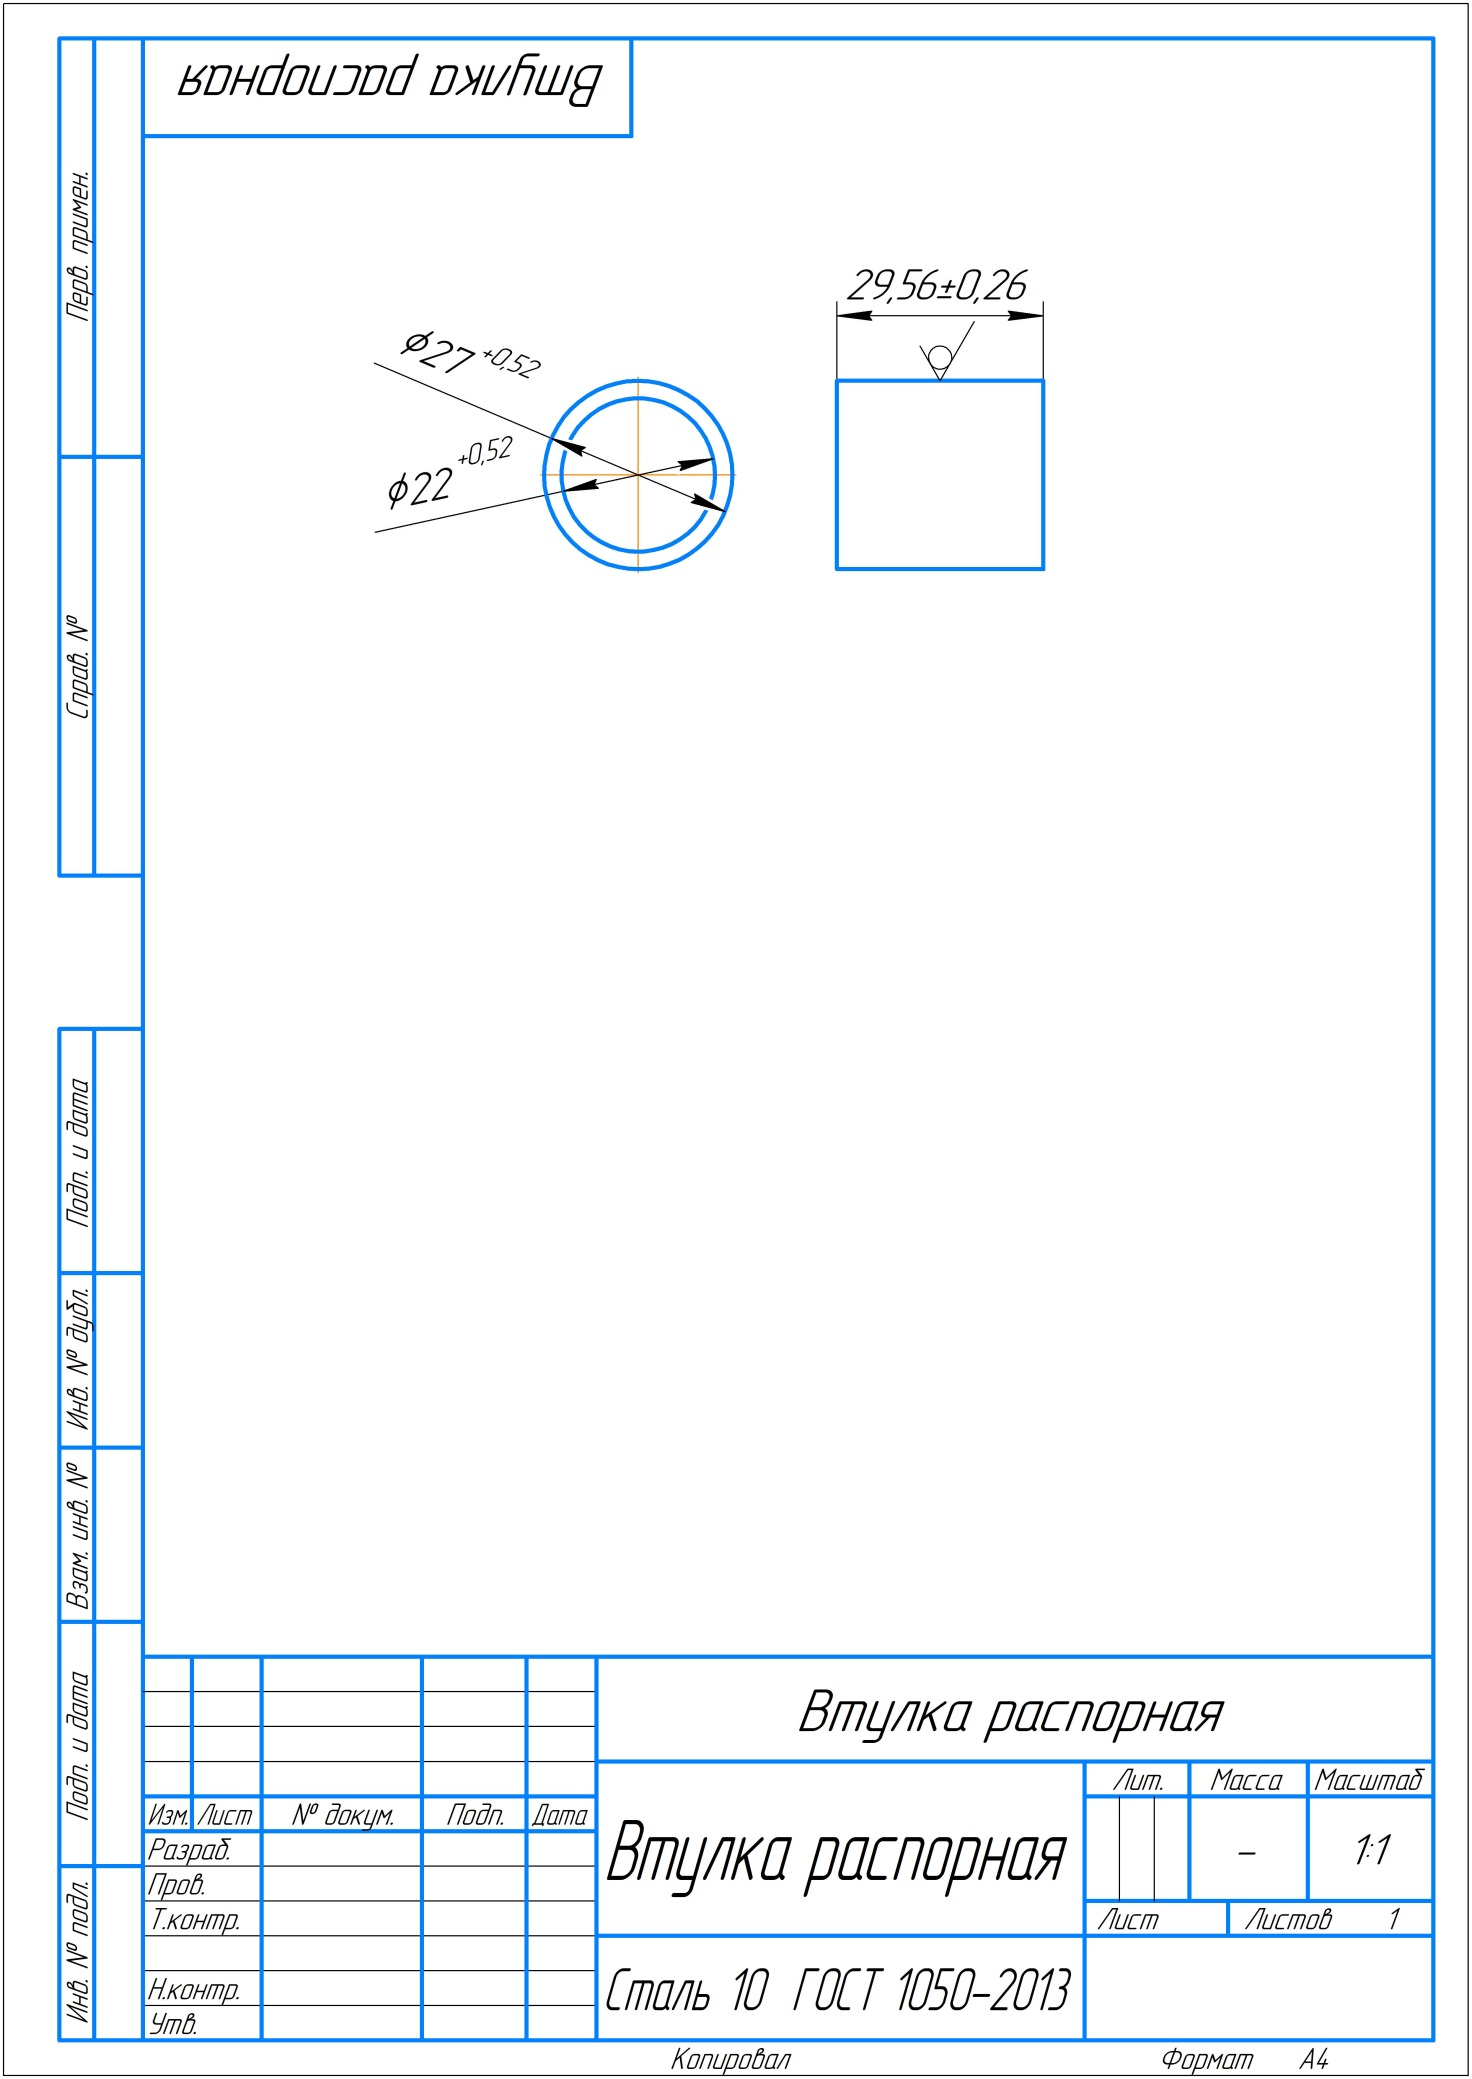 Втулка распорная
Перв. примен.
Справ. №
Подп. и дата
Инв. № дубл.
Взам. инв. №
Подп. и дата
Инв. № подл.
29,56±0,26
⌀27 +0,52
⌀22 +0,52
Втулка распорная
Лит. Масса Масштаб
Изм. Лист № докум. Подп. Дата
Разраб.
Пров.
Т.контр.
Н.контр.
Утв.
Втулка распорная
– 1:1
Лист Листов 1
Сталь 10 ГОСТ 1050-2013
Копировал Формат А4